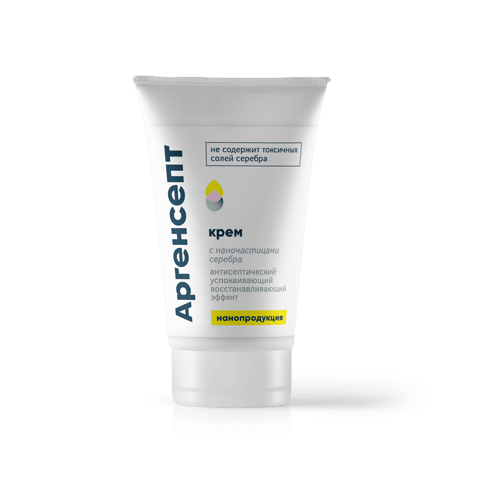 Аргенсепт
не содержит токсичных
солей серебра
крем
с наночастицами
серебра
антисептический
успокаивающий
восстанавливающий
эффект
нанопродукция